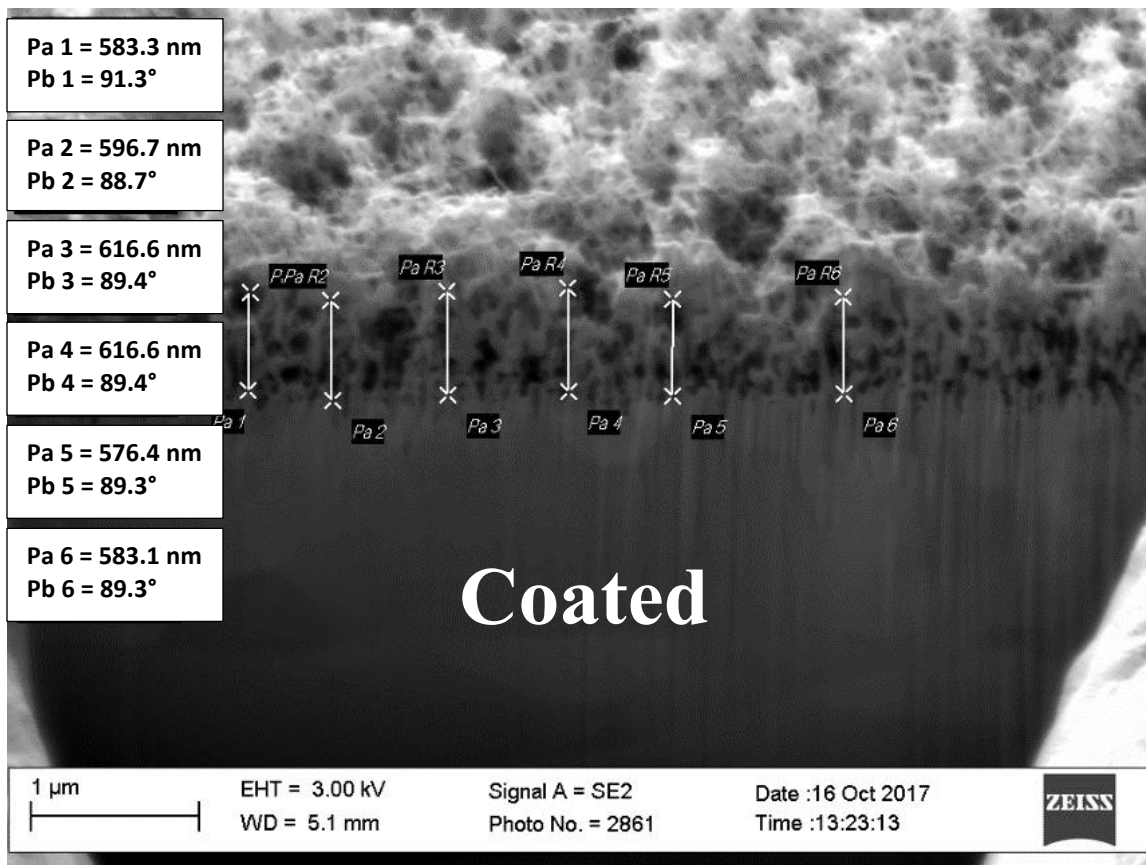 Pa 1 = 583.3 nm
Pb 1 = 91.3°
Pa 2 = 596.7 nm
Pb 2 = 88.7°
Pa 3 = 616.6 nm
Pb 3 = 89.4°
Pa 4 = 616.6 nm
Pb 4 = 89.4°
Pa 5 = 576.4 nm
Pb 5 = 89.3°
Pa 6 = 583.1 nm
Pb 6 = 89.3°
Pa R2
Pa R3
Pa R4
Pa R5
Pa R6
Pa 1
Pa 2
Pa 3
Pa 4
Pa 5
Pa 6
Coated
1 µm
EHT = 3.00 kV
WD = 5.1 mm
Signal A = SE2
Photo No. = 2861
Date :16 Oct 2017
Time :13:23:13
ZEISS